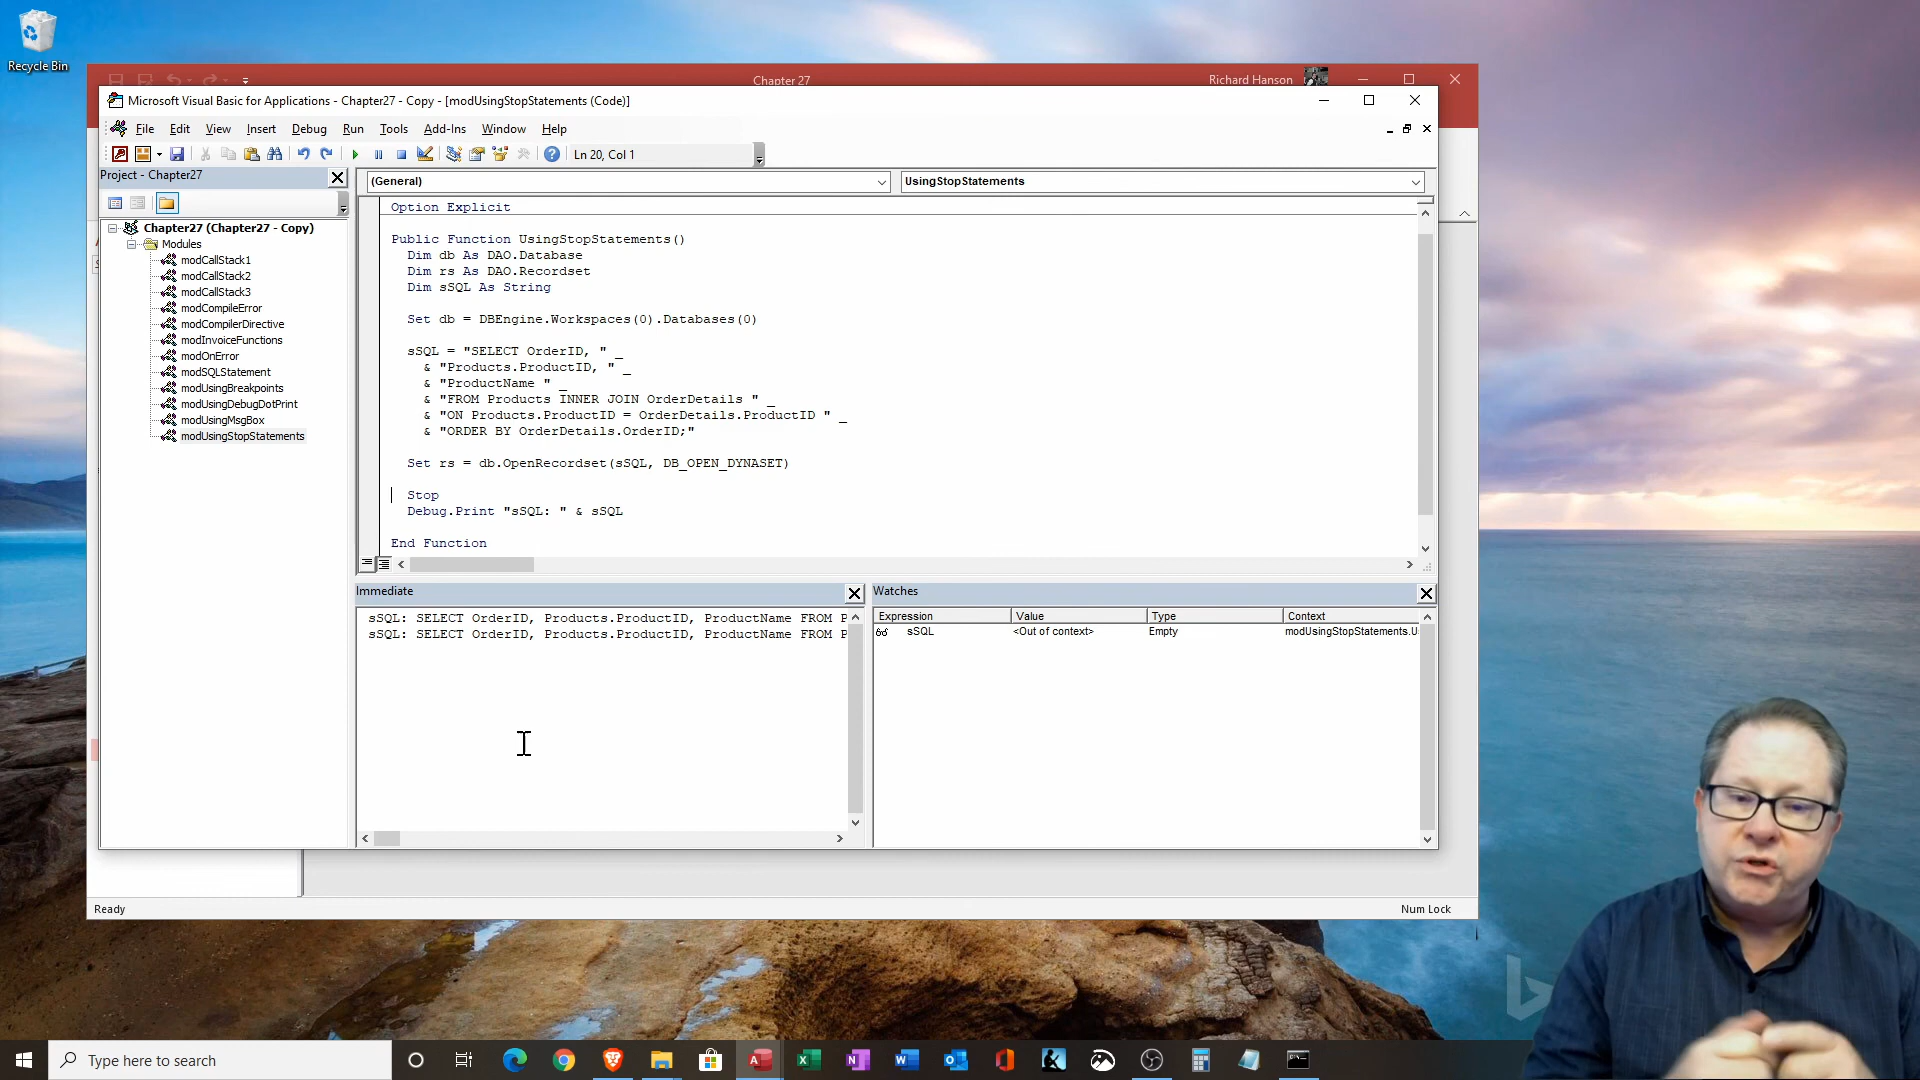 Recycle Bin
Chapter 27
Richard Hanson
Microsoft Visual Basic for Applications - Chapter27 - Copy - [modUsingStopStatements (Code)]
File Edit View Insert Debug Run Tools Add-Ins Window Help
Ln 20, Col 1
Project - Chapter27
(General)
UsingStopStatements
Chapter27 (Chapter27 - Copy)
Modules
modCallStack1
modCallStack2
modCallStack3
modCompileError
modCompilerDirective
modInvoiceFunctions
modOnError
modSQLStatement
modUsingBreakpoints
modUsingDebugDotPrint
modUsingMsgBox
modUsingStopStatements
Option Explicit
Public Function UsingStopStatements()
Dim db As DAO.Database
Dim rs As DAO.Recordset
Dim sSQL As String
Set db = DBEngine.Workspaces(0).Databases(0)
sSQL = "SELECT OrderID, " _
& "Products.ProductID, " _
& "ProductName " _
& "FROM Products INNER JOIN OrderDetails " _
& "ON Products.ProductID = OrderDetails.ProductID " _
& "ORDER BY OrderDetails.OrderID;"
Set rs = db.OpenRecordset(sSQL, DB_OPEN_DYNASET)
Stop
Debug.Print "sSQL: " & sSQL
End Function
Immediate
sSQL: SELECT OrderID, Products.ProductID, ProductName FROM P
sSQL: SELECT OrderID, Products.ProductID, ProductName FROM P
Watches
Expression Value Type Context
sSQL <Out of context> Empty modUsingStopStatements.U
Ready
Num Lock
Type here to search